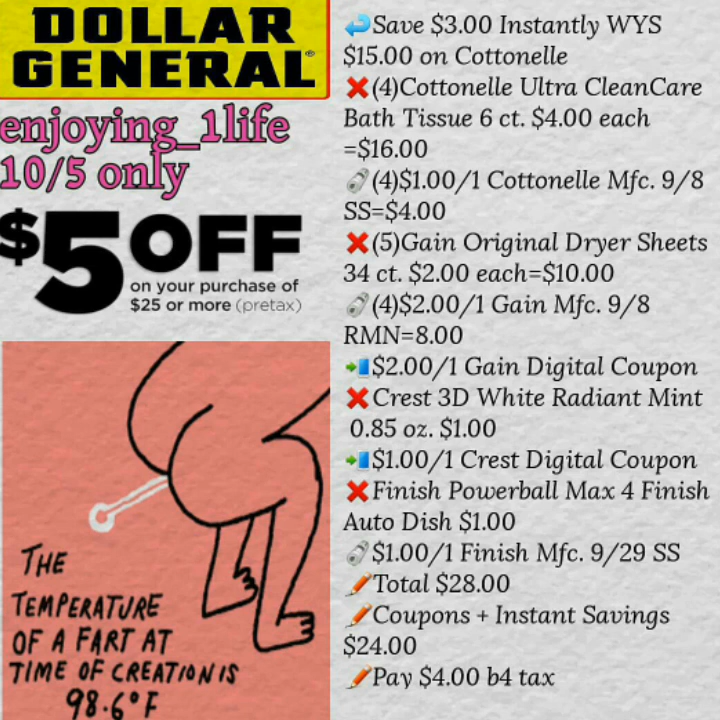 DOLLAR
GENERAL
enjoying_1life
10/5 only
$5 OFF
on your purchase of
$25 or more (pretax)
THE
TEMPERATURE
OF A FART AT
TIME OF CREATION IS
98.6°F
Save $3.00 Instantly WYS
$15.00 on Cottonelle
(4)Cottonelle Ultra CleanCare
Bath Tissue 6 ct. $4.00 each
=$16.00
(4)$1.00/1 Cottonelle Mfc. 9/8
SS=$4.00
(5)Gain Original Dryer Sheets
34 ct. $2.00 each=$10.00
(4)$2.00/1 Gain Mfc. 9/8
RMN=8.00
$2.00/1 Gain Digital Coupon
Crest 3D White Radiant Mint
0.85 oz. $1.00
$1.00/1 Crest Digital Coupon
Finish Powerball Max 4 Finish
Auto Dish $1.00
$1.00/1 Finish Mfc. 9/29 SS
Total $28.00
Coupons + Instant Savings
$24.00
Pay $4.00 b4 tax